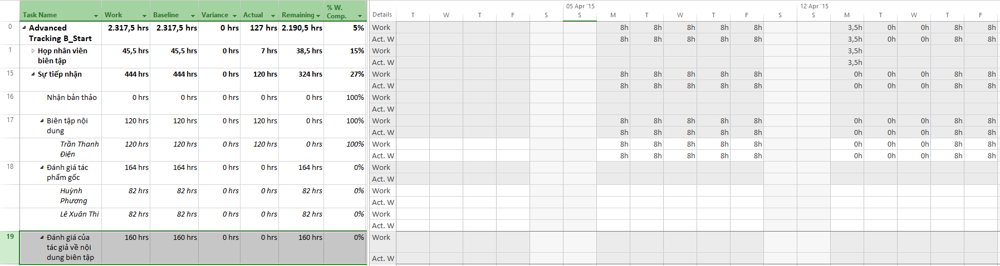 05 Apr '15 12 Apr '15
Task Name Work Baseline Variance Actual Remaining % W. Comp. Details T W T F S S M T W T F S S M T W T F
0 Advanced Tracking B_Start 2.317,5 hrs 2.317,5 hrs 0 hrs 127 hrs 2.190,5 hrs 5% Work 8h 8h 8h 8h 8h 3,5h 0h 0h 8h 8h
Act. W 8h 8h 8h 8h 8h 3,5h 0h 0h 8h 8h
1 Họp nhân viên biên tập 45,5 hrs 45,5 hrs 0 hrs 7 hrs 38,5 hrs 15% Work 3,5h
Act. W 3,5h
15 Sự tiếp nhận 444 hrs 444 hrs 0 hrs 120 hrs 324 hrs 27% Work 8h 8h 8h 8h 8h 0h 0h 0h 8h 8h
Act. W 8h 8h 8h 8h 8h 0h 0h 0h 8h 8h
16 Nhận bản thảo 0 hrs 0 hrs 0 hrs 0 hrs 0 hrs 100% Work
Act. W
17 Biên tập nội dung 120 hrs 120 hrs 0 hrs 120 hrs 0 hrs 100% Work 8h 8h 8h 8h 8h 0h 0h 0h 8h 8h
Act. W 8h 8h 8h 8h 8h 0h 0h 0h 8h 8h
Trần Thanh Điện 120 hrs 120 hrs 0 hrs 120 hrs 0 hrs 100% Work 8h 8h 8h 8h 8h 0h 0h 0h 8h 8h
Act. W 8h 8h 8h 8h 8h 0h 0h 0h 8h 8h
18 Đánh giá tác phẩm gốc 164 hrs 164 hrs 0 hrs 0 hrs 164 hrs 0% Work
Act. W
Huỳnh Phương 82 hrs 82 hrs 0 hrs 0 hrs 82 hrs 0% Work
Act. W
Lê Xuân Thi 82 hrs 82 hrs 0 hrs 0 hrs 82 hrs 0% Work
Act. W
19 Đánh giá của tác giả về nội dung biên tập 160 hrs 160 hrs 0 hrs 0 hrs 160 hrs 0% Work
Act. W